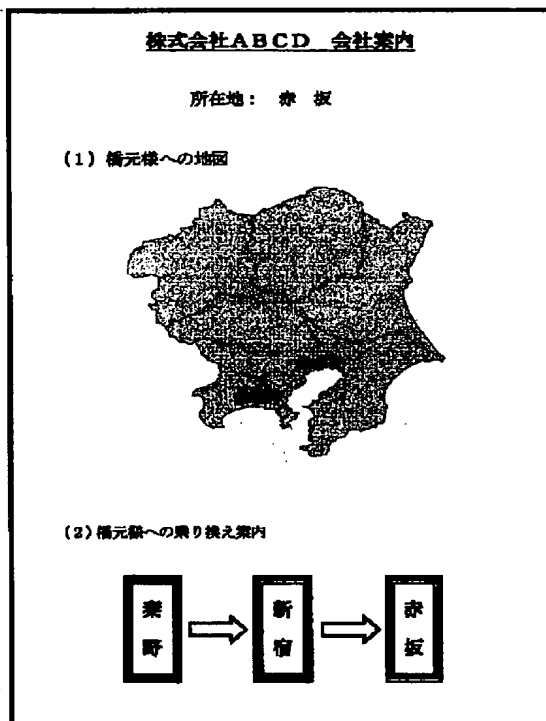 株式会社ABCD 会社案内
所在地： 赤 坂
(1) 橋元様への地図
(2) 橋元様への乗り換え案内
秦野
新宿
赤坂